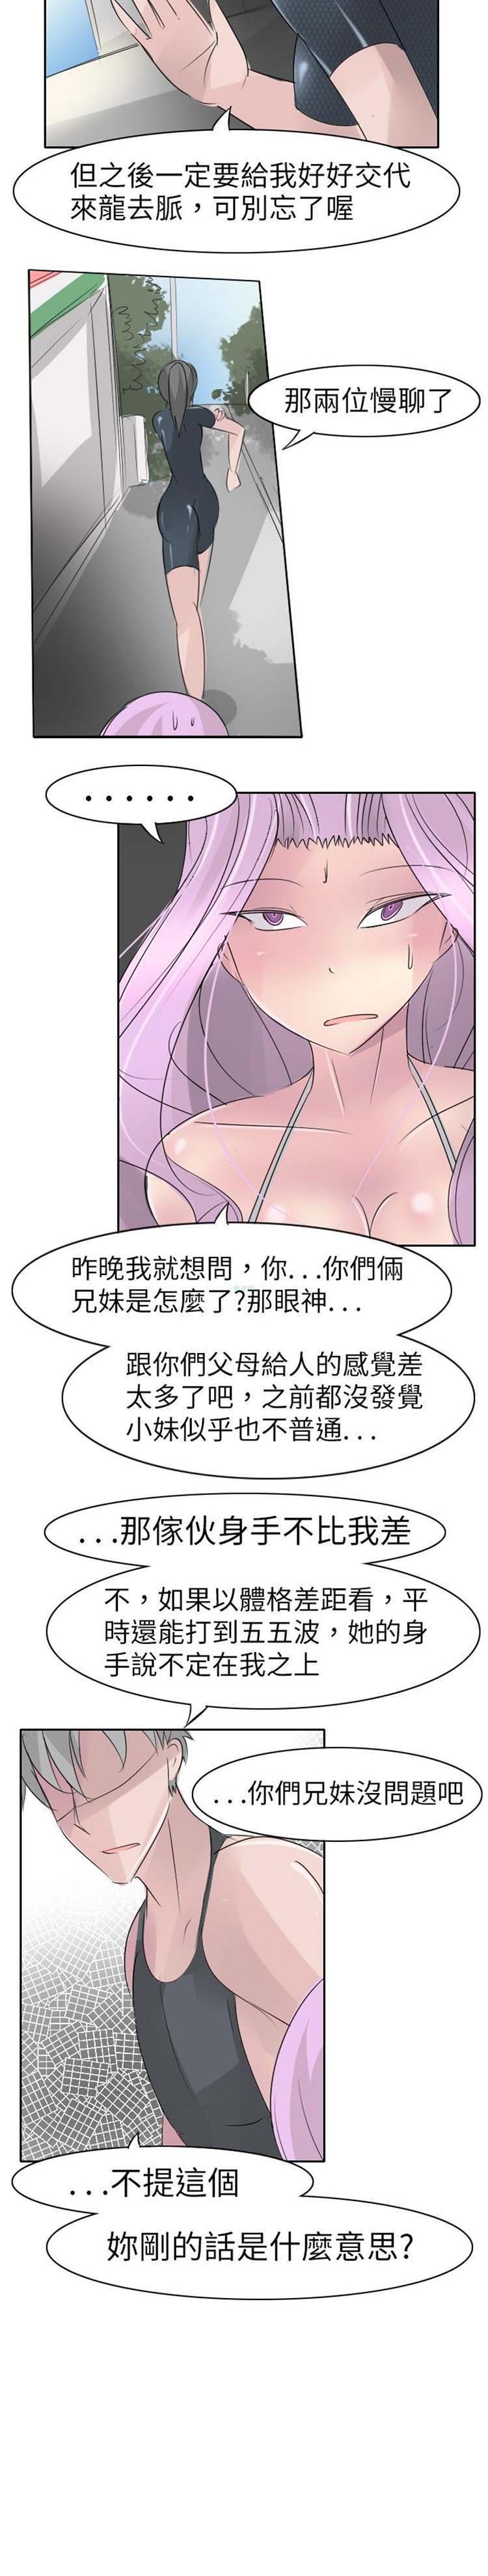 但之後一定要給我好好交代
來龍去脈，可別忘了喔
那兩位慢聊了
······
昨晚我就想問，你...你們倆
兄妹是怎麼了?那眼神...
跟你們父母給人的感覺差
太多了吧，之前都沒發覺
小妹似乎也不普通...
...那傢伙身手不比我差
不，如果以體格差距看，平
時還能打到五五波，她的身
手說不定在我之上
...你們兄妹沒問題吧
...不提這個
妳剛的話是什麼意思?